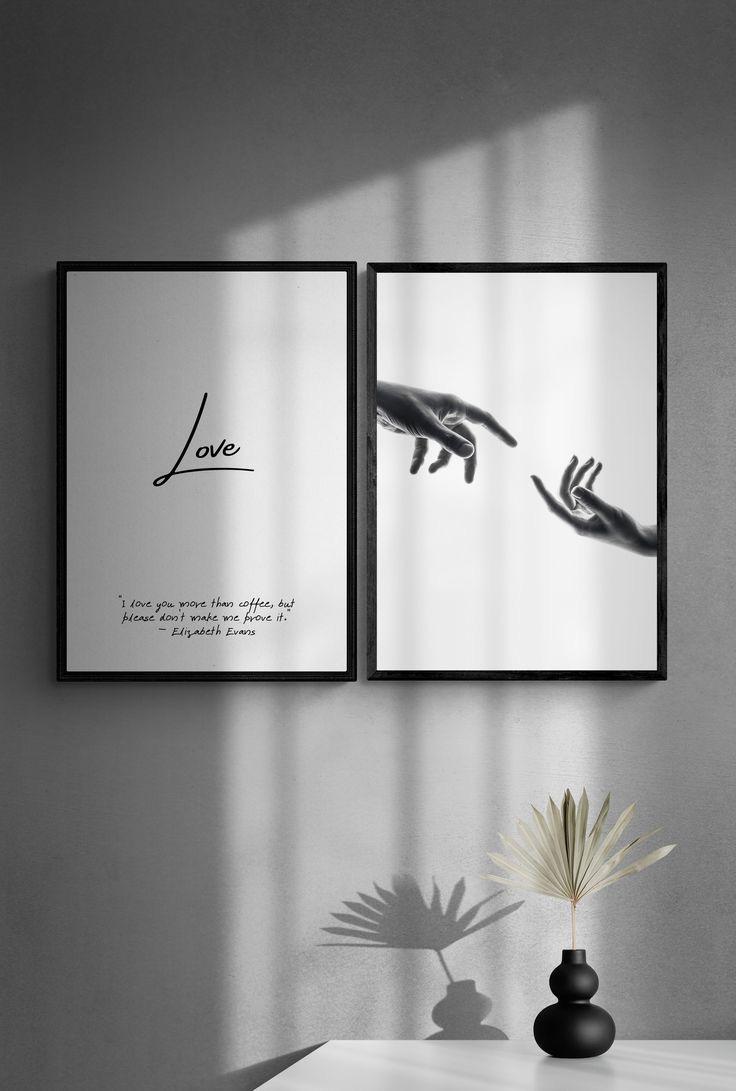 Love
"I love you more than coffee, but
please don't make me prove it."
— Elizabeth Evans